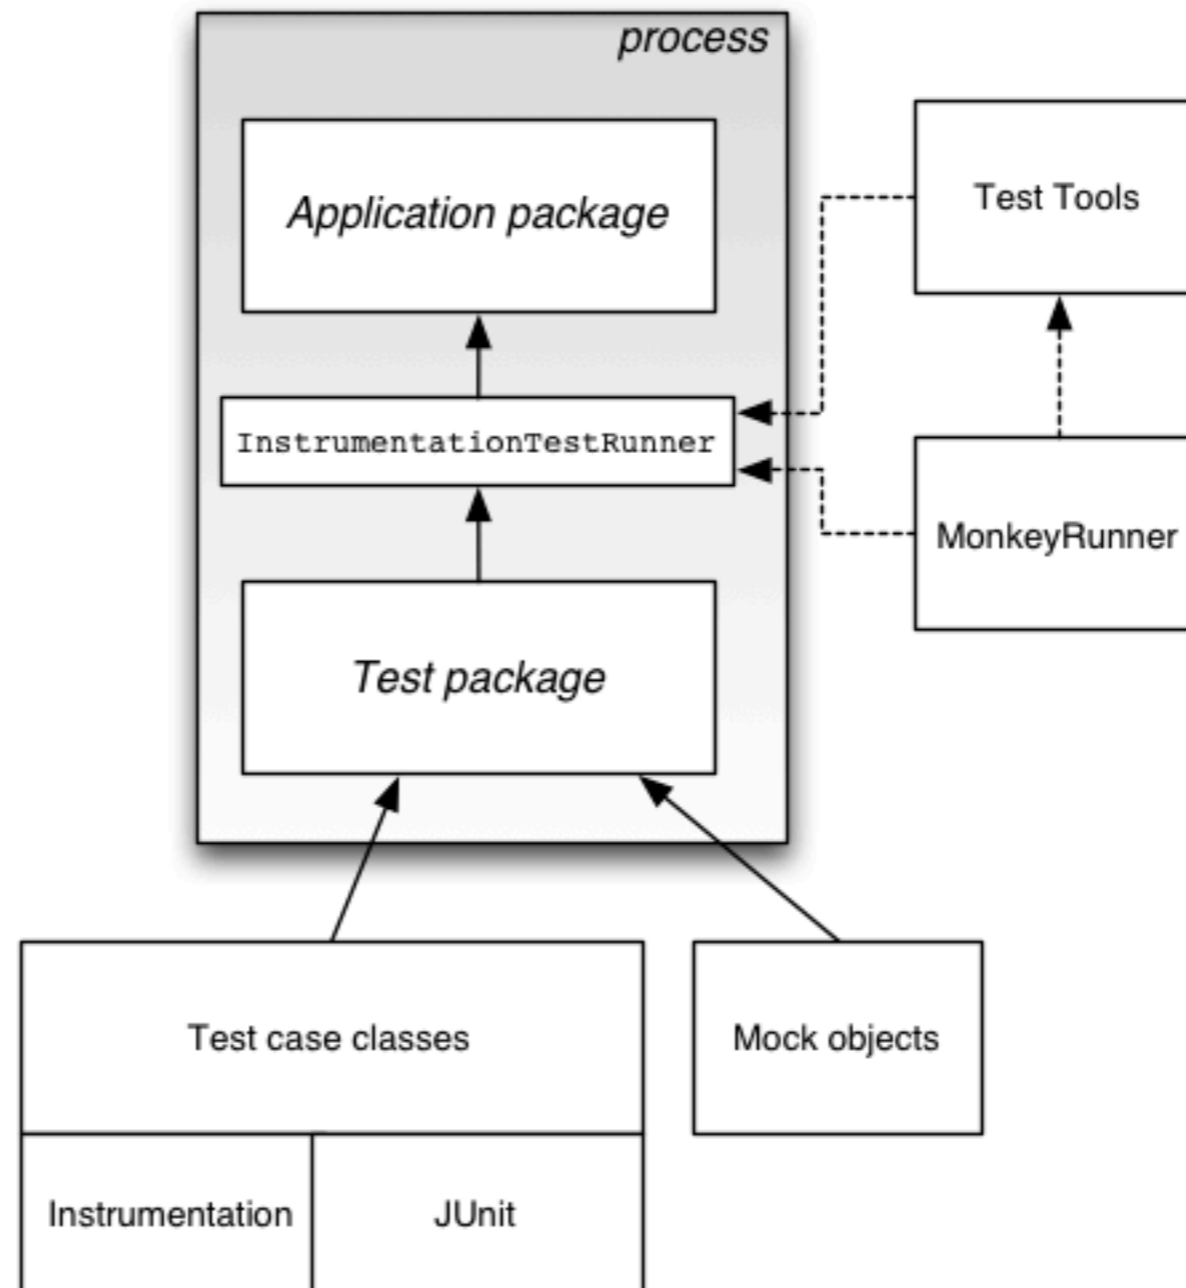 process
Application package
Test Tools
InstrumentationTestRunner
MonkeyRunner
Test package
Test case classes
Mock objects
Instrumentation
JUnit